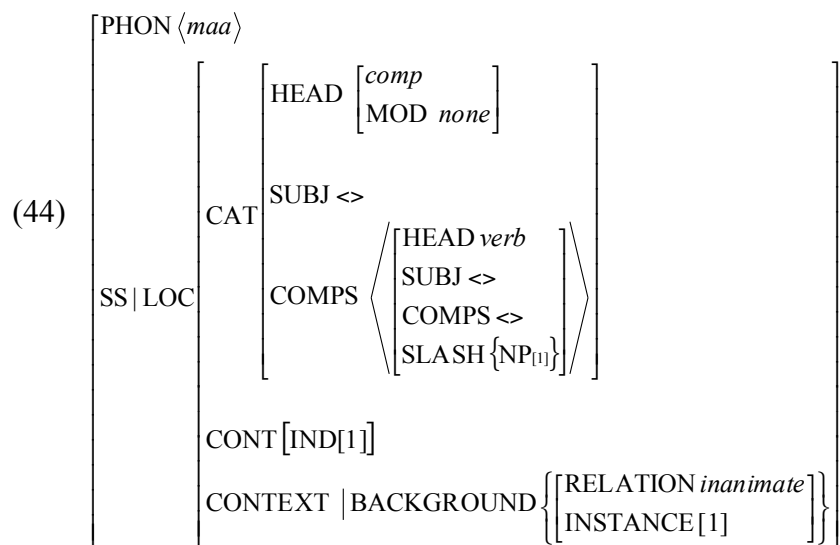 PHON ⟨maa⟩
HEAD [comp
MOD none]
SUBJ <>
(44) CAT
HEAD verb
SUBJ <>
SS | LOC COMPS
COMPS <>
SLASH {NP[1]}
CONT [IND[1]]
CONTEXT | BACKGROUND {[RELATION inanimate
INSTANCE [1]]}